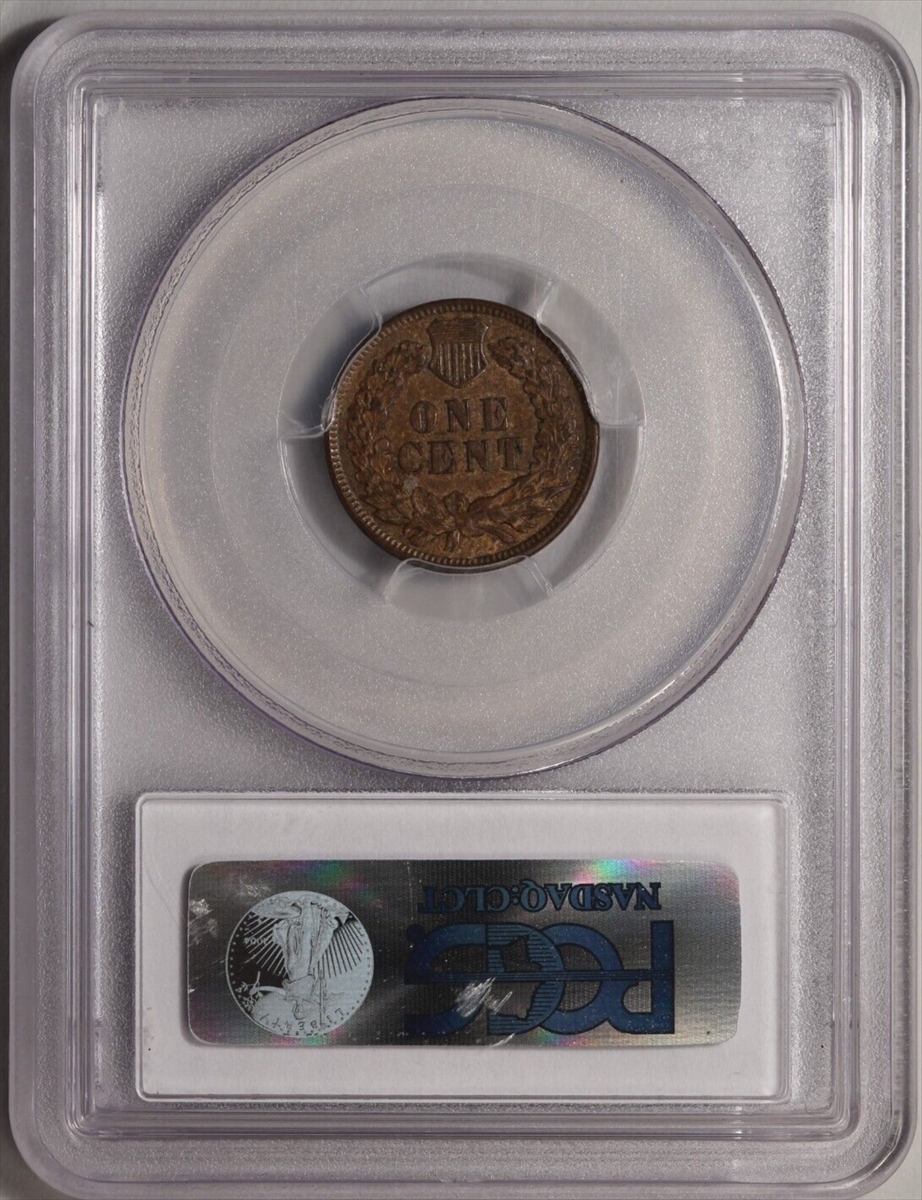 ONE
CENT
NASDAQ:CLCT
PCGS
LIBERTY